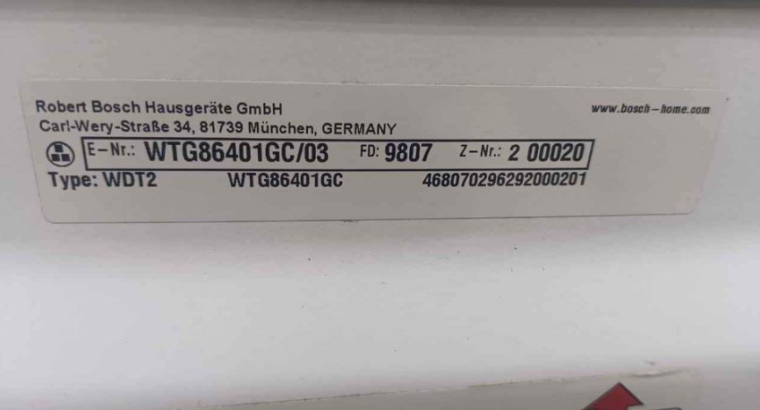 Robert Bosch Hausgeräte GmbH
www.bosch-home.com
Carl-Wery-Straße 34, 81739 München, GERMANY
E-Nr.: WTG86401GC/03 FD: 9807 Z-Nr.: 2 00020
Type: WDT2 WTG86401GC 468070296292000201